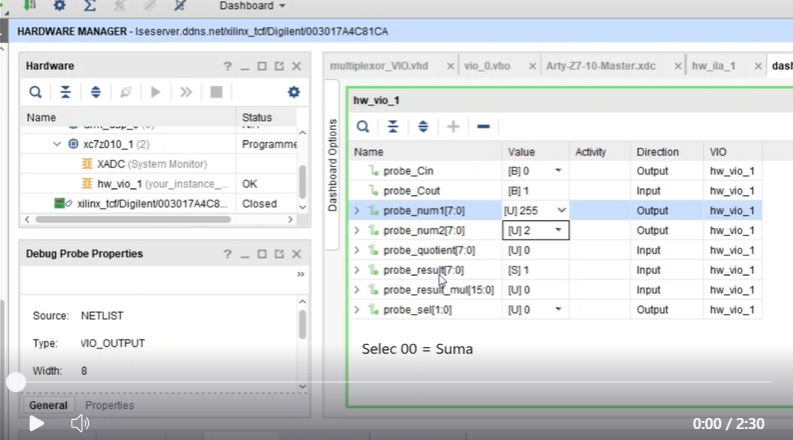 Dashboard
HARDWARE MANAGER - lseserver.ddns.net/xilinx_tcf/Digilent/003017A4C81CA
Hardware
Name Status
xc7z010_1 (2) Programme
XADC (System Monitor)
hw_vio_1 (your_instance_... OK
xilinx_tcf/Digilent/003017A4C8... Closed
Debug Probe Properties
Source: NETLIST
Type: VIO_OUTPUT
Width: 8
General Properties
multiplexor_VIO.vhd vio_0.vho Arty-Z7-10-Master.xdc hw_ila_1 dash
Dashboard Options
hw_vio_1
Name Value Activity Direction VIO
probe_Cin [B] 0 Output hw_vio_1
probe_Cout [B] 1 Input hw_vio_1
probe_num1[7:0] [U] 255 Output hw_vio_1
probe_num2[7:0] [U] 2 Output hw_vio_1
probe_quotient[7:0] [U] 0 Input hw_vio_1
probe_result[7:0] [S] 1 Input hw_vio_1
probe_result_mul[15:0] [U] 0 Input hw_vio_1
probe_sel[1:0] [U] 0 Output hw_vio_1
Selec 00 = Suma
0:00 / 2:30